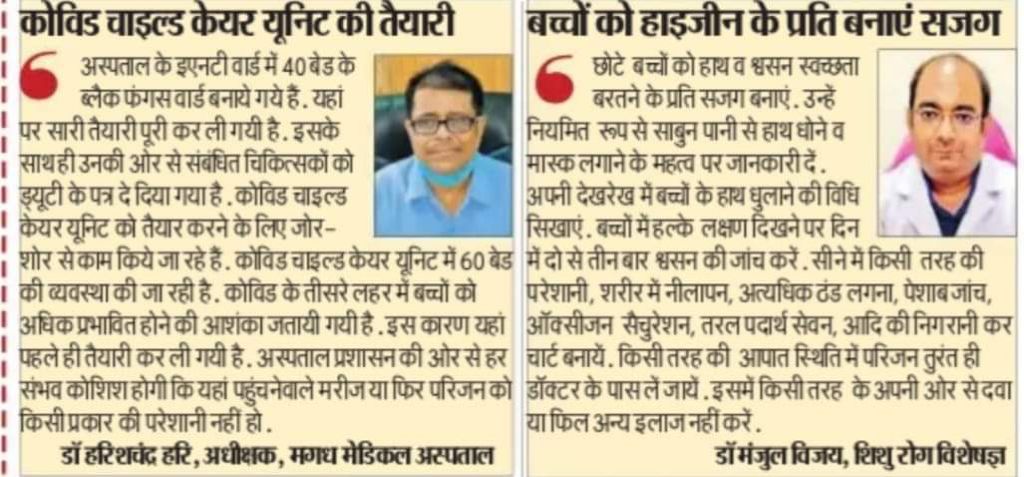 कोविड चाइल्ड केयर यूनिट की तैयारी
अस्पताल के इएनटी वार्ड में 40 बेड के
ब्लैक फंगस वार्ड बनाये गये हैं. यहां
पर सारी तैयारी पूरी कर ली गयी है. इसके
साथ ही उनकी ओर से संबंधित चिकित्सकों को
ड्यूटी के पत्र दे दिया गया है. कोविड चाइल्ड
केयर यूनिट को तैयार करने के लिए जोर-
शोर से काम किये जा रहे हैं. कोविड चाइल्ड केयर यूनिट में 60 बेड
की व्यवस्था की जा रही है. कोविड के तीसरे लहर में बच्चों को
अधिक प्रभावित होने की आशंका जतायी गयी है. इस कारण यहां
पहले ही तैयारी कर ली गयी है. अस्पताल प्रशासन की ओर से हर
संभव कोशिश होगी कि यहां पहुंचनेवाले मरीज या फिर परिजन को
किसी प्रकार की परेशानी नहीं हो.
डॉ हरिशचंद्र हरि, अधीक्षक, मगध मेडिकल अस्पताल
बच्चों को हाइजीन के प्रति बनाएं सजग
छोटे बच्चों को हाथ व श्वसन स्वच्छता
बरतने के प्रति सजग बनाएं. उन्हें
नियमित रूप से साबुन पानी से हाथ धोने व
मास्क लगाने के महत्व पर जानकारी दें.
अपनी देखरेख में बच्चों के हाथ धुलाने की विधि
सिखाएं. बच्चों में हल्के लक्षण दिखने पर दिन
में दो से तीन बार श्वसन की जांच करें. सीने में किसी तरह की
परेशानी, शरीर में नीलापन, अत्यधिक ठंड लगना, पेशाब जांच,
ऑक्सीजन सैचुरेशन, तरल पदार्थ सेवन, आदि की निगरानी कर
चार्ट बनायें. किसी तरह की आपात स्थिति में परिजन तुरंत ही
डॉक्टर के पास लें जायें. इसमें किसी तरह के अपनी ओर से दवा
या फिल अन्य इलाज नहीं करें.
डॉ मंजुल विजय, शिशु रोग विशेषज्ञ